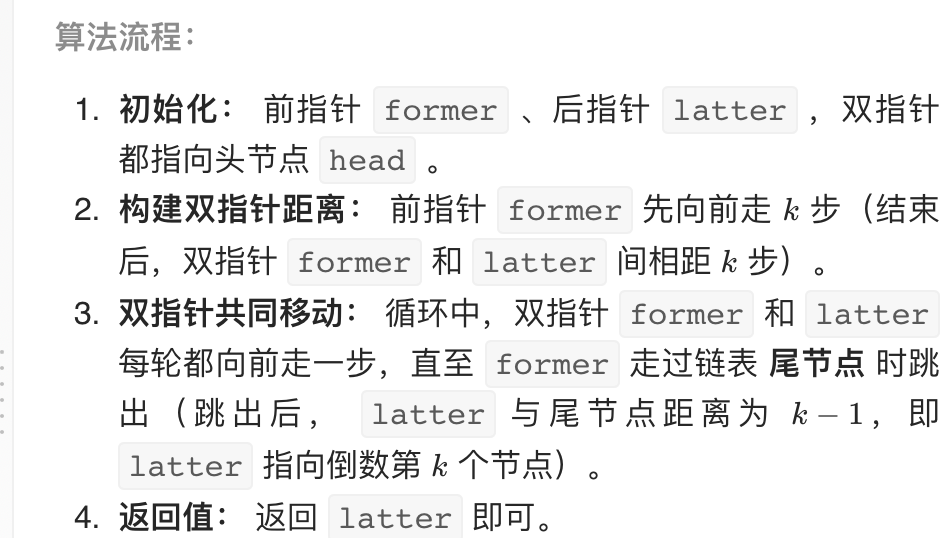 算法流程：
1. 初始化： 前指针 former 、后指针 latter ，双指针
都指向头节点 head 。
2. 构建双指针距离： 前指针 former 先向前走 k 步（结束
后，双指针 former 和 latter 间相距 k 步）。
3. 双指针共同移动： 循环中，双指针 former 和 latter
每轮都向前走一步，直至 former 走过链表 尾节点 时跳
出（跳出后， latter 与尾节点距离为 k − 1，即
latter 指向倒数第 k 个节点）。
4. 返回值： 返回 latter 即可。